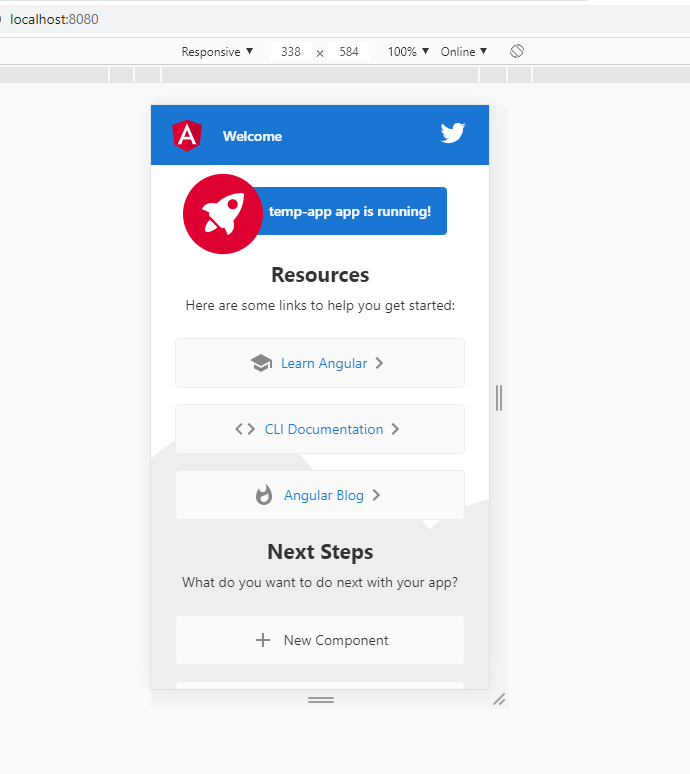 localhost:8080
Responsive ▼ 338 × 584 100% ▼ Online ▼
Welcome
temp-app app is running!
Resources
Here are some links to help you get started:
Learn Angular
CLI Documentation
Angular Blog
Next Steps
What do you want to do next with your app?
New Component